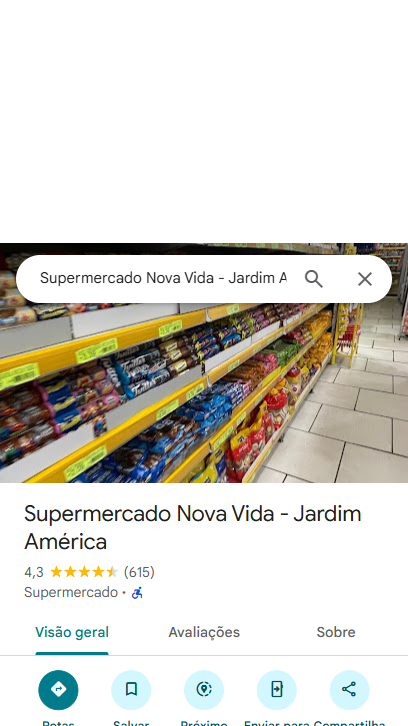 Supermercado Nova Vida - Jardim A
Supermercado Nova Vida - Jardim
América
4,3 (615)
Supermercado ·
Visão geral Avaliações Sobre
Rotas Salvar Próximo Enviar para Compartilha